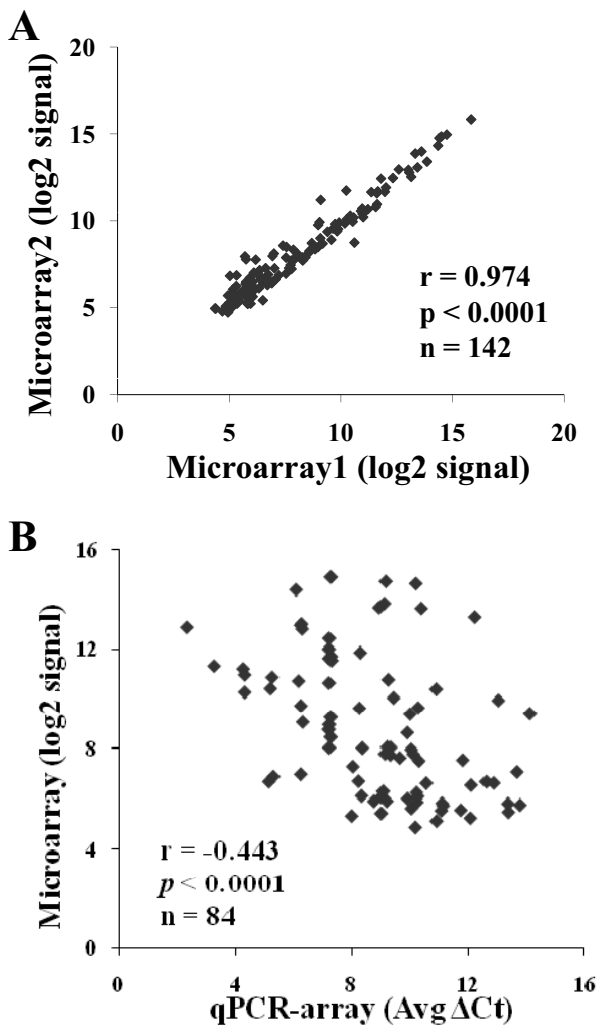 A
20
15
10
5
0
Microarray2 (log2 signal)
r = 0.974
p < 0.0001
n = 142
0 5 10 15 20
Microarray1 (log2 signal)
B
16
12
8
4
0
Microarray (log2 signal)
r = -0.443
p < 0.0001
n = 84
0 4 8 12 16
qPCR-array (Avg ΔCt)